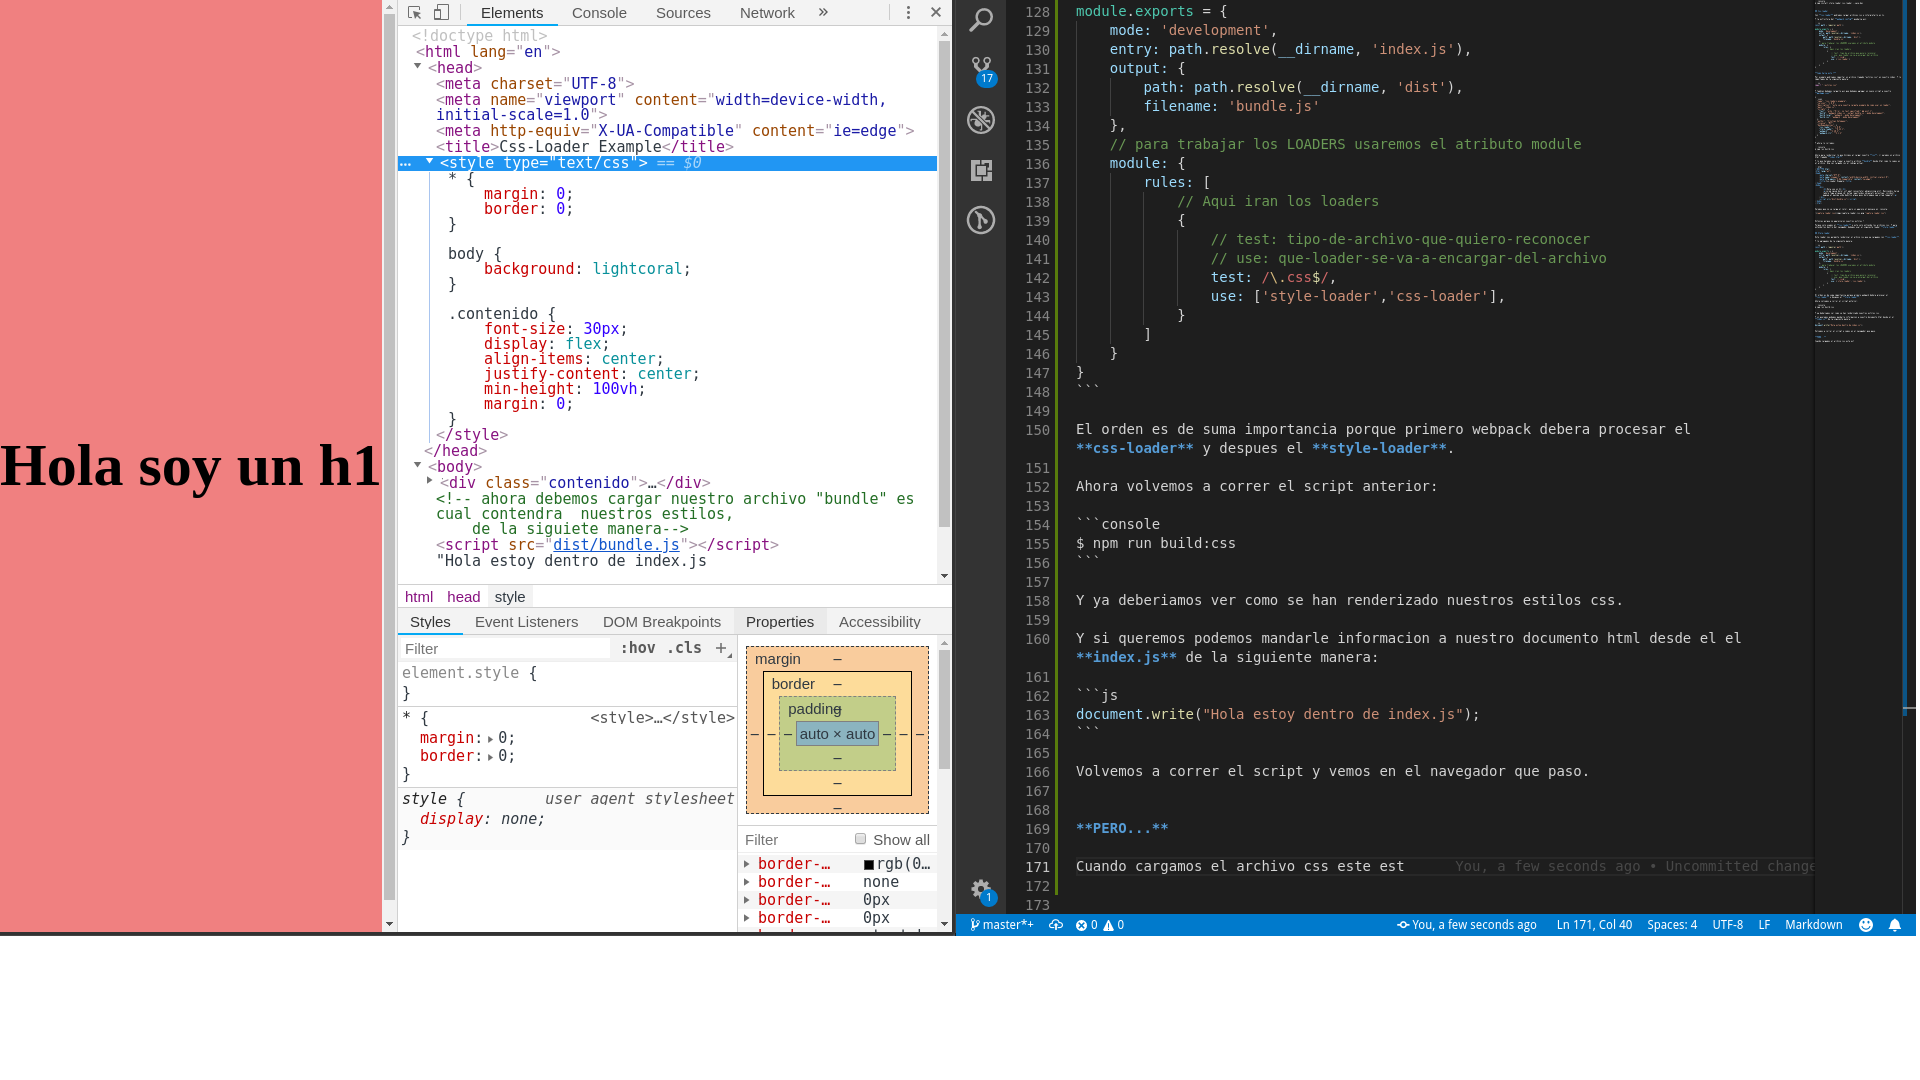 Hola soy un h1
Elements Console Sources Network »
<!doctype html>
<html lang="en">
<head>
<meta charset="UTF-8">
<meta name="viewport" content="width=device-width,
initial-scale=1.0">
<meta http-equiv="X-UA-Compatible" content="ie=edge">
<title>Css-Loader Example</title>
… <style type="text/css"> == $0
* {
margin: 0;
border: 0;
}
body {
background: lightcoral;
}
.contenido {
font-size: 30px;
display: flex;
align-items: center;
justify-content: center;
min-height: 100vh;
margin: 0;
}
</style>
</head>
<body>
<div class="contenido">…</div>
<!-- ahora debemos cargar nuestro archivo "bundle" es
cual contendra  nuestros estilos,
de la siguiete manera-->
<script src="dist/bundle.js"></script>
"Hola estoy dentro de index.js
html head style
Styles Event Listeners DOM Breakpoints Properties Accessibility
Filter :hov .cls +
element.style {
}
* { <style>…</style>
margin: 0;
border: 0;
}
style { user agent stylesheet
display: none;
}
margin –
border –
padding –
– – – auto × auto – – –
–
–
–
Filter Show all
border-… rgb(0…
border-… none
border-… 0px
border-… 0px
17
1
128 module.exports = {
129 mode: 'development',
130 entry: path.resolve(__dirname, 'index.js'),
131 output: {
132 path: path.resolve(__dirname, 'dist'),
133 filename: 'bundle.js'
134 },
135 // para trabajar los LOADERS usaremos el atributo module
136 module: {
137 rules: [
138 // Aqui iran los loaders
139 {
140 // test: tipo-de-archivo-que-quiero-reconocer
141 // use: que-loader-se-va-a-encargar-del-archivo
142 test: /\.css$/,
143 use: ['style-loader','css-loader'],
144 }
145 ]
146 }
147 }
148 ```
149
150 El orden es de suma importancia porque primero webpack debera procesar el
**css-loader** y despues el **style-loader**.
151
152 Ahora volvemos a correr el script anterior:
153
154 ```console
155 $ npm run build:css
156 ```
157
158 Y ya deberiamos ver como se han renderizado nuestros estilos css.
159
160 Y si queremos podemos mandarle informacion a nuestro documento html desde el el
**index.js** de la siguiente manera:
161
162 ```js
163 document.write("Hola estoy dentro de index.js");
164 ```
165
166 Volvemos a correr el script y vemos en el navegador que paso.
167
168
169 **PERO...**
170
171 Cuando cargamos el archivo css este est You, a few seconds ago • Uncommitted change
172
173
master*+ 0 0 You, a few seconds ago Ln 171, Col 40 Spaces: 4 UTF-8 LF Markdown